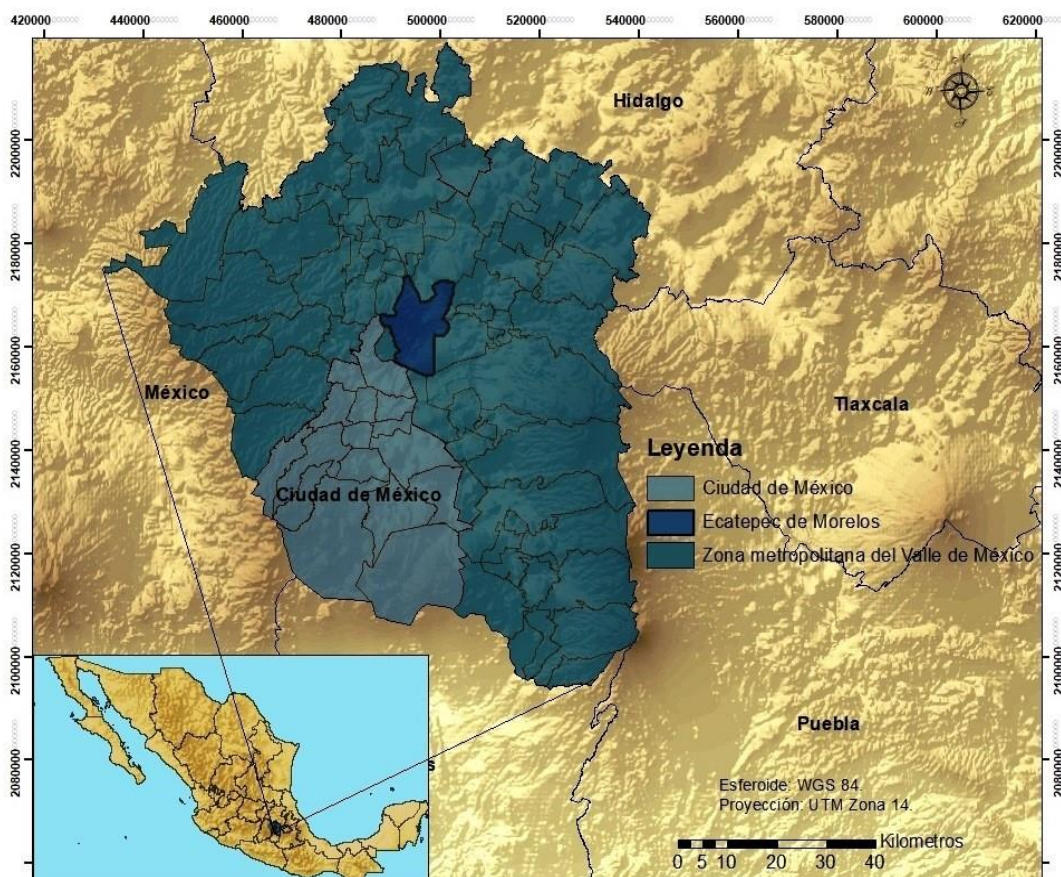 420000 440000 460000 480000 500000 520000 540000 560000 580000 600000 620000
Hidalgo
2200000 2200000
2180000 2180000
2160000 2160000
México
Tlaxcala
Leyenda
2140000 2140000
Ciudad de México
Ciudad de México
Ecatepec de Morelos
Zona metropolitana del Valle de México
2120000 2120000
2100000 2100000
Puebla
s
2080000 2080000
Esferoide: WGS 84.
Proyección: UTM Zona 14.
Kilometros
0 5 10 20 30 40